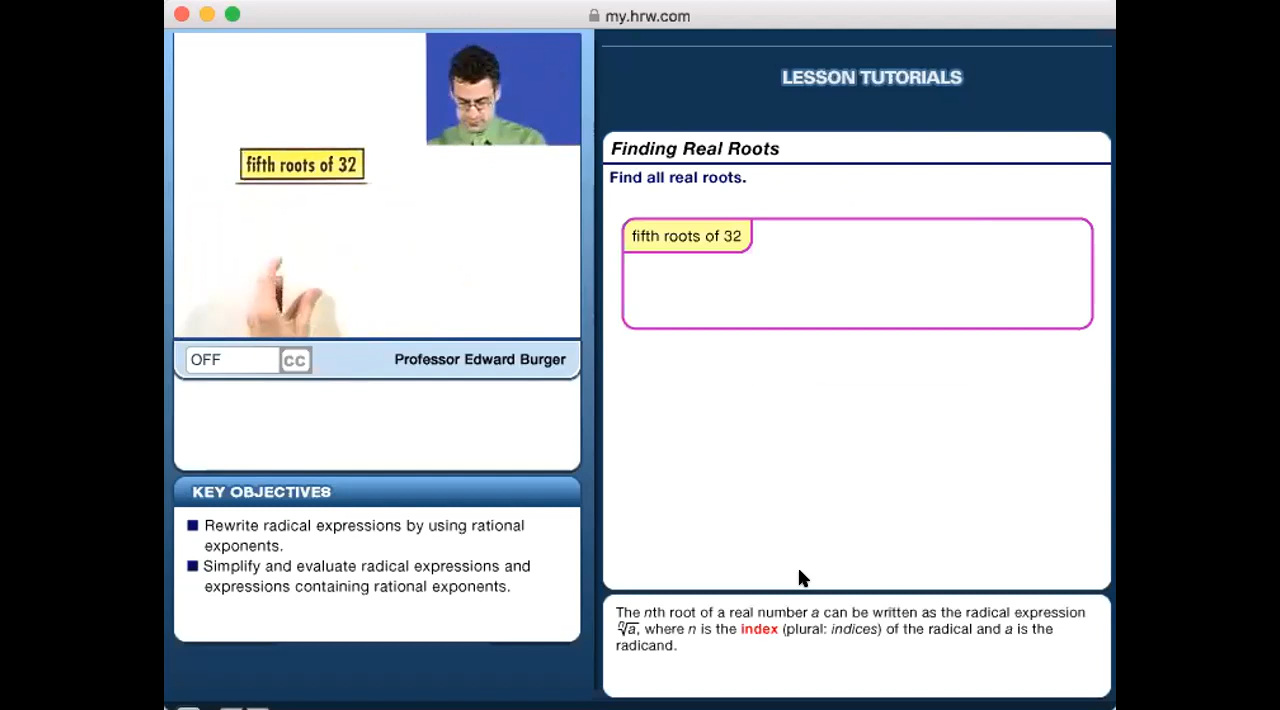 my.hrw.com
fifth roots of 32
OFF
CC
Professor Edward Burger
KEY OBJECTIVES
Rewrite radical expressions by using rational
exponents.
Simplify and evaluate radical expressions and
expressions containing rational exponents.
LESSON TUTORIALS
Finding Real Roots
Find all real roots.
fifth roots of 32
The nth root of a real number a can be written as the radical expression
ⁿ√a, where n is the index (plural: indices) of the radical and a is the
radicand.